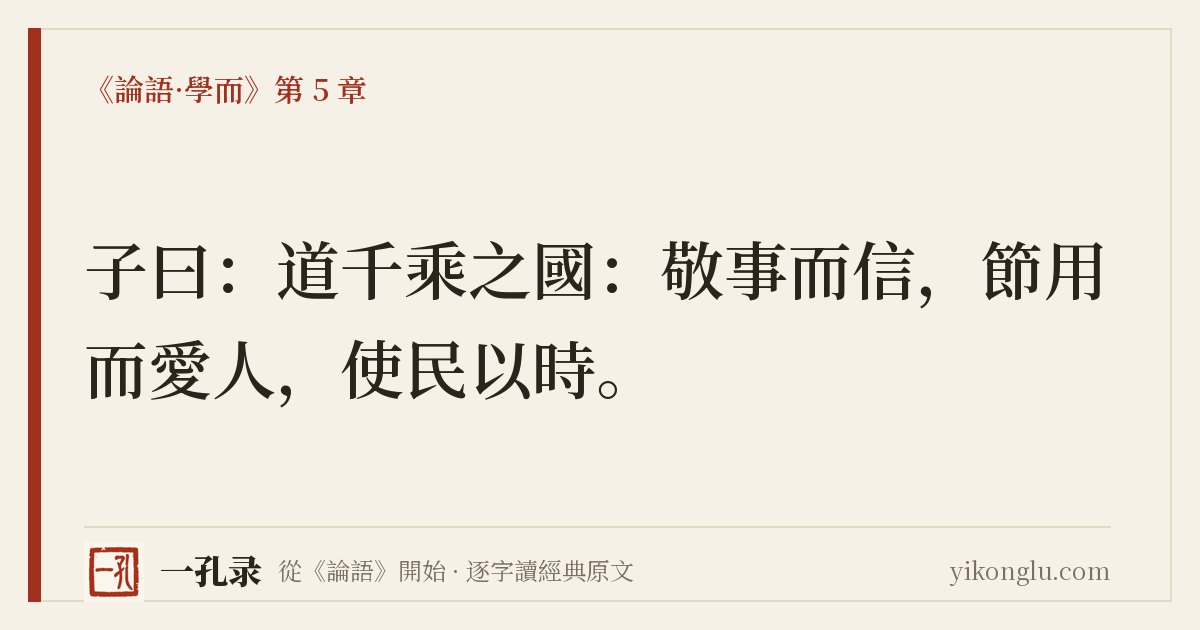 《論語·學而》第 5 章
子曰：道千乘之國：敬事而信，節用
而愛人，使民以時。
一孔
一孔录 從《論語》開始 · 逐字讀經典原文 yikonglu.com